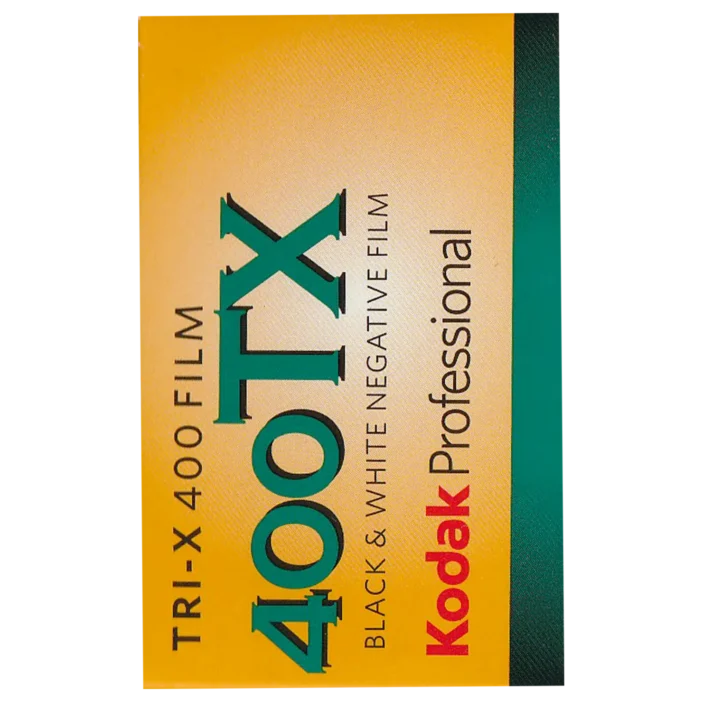 TRI-X 400 FILM
400TX
BLACK & WHITE NEGATIVE FILM
Kodak Professional